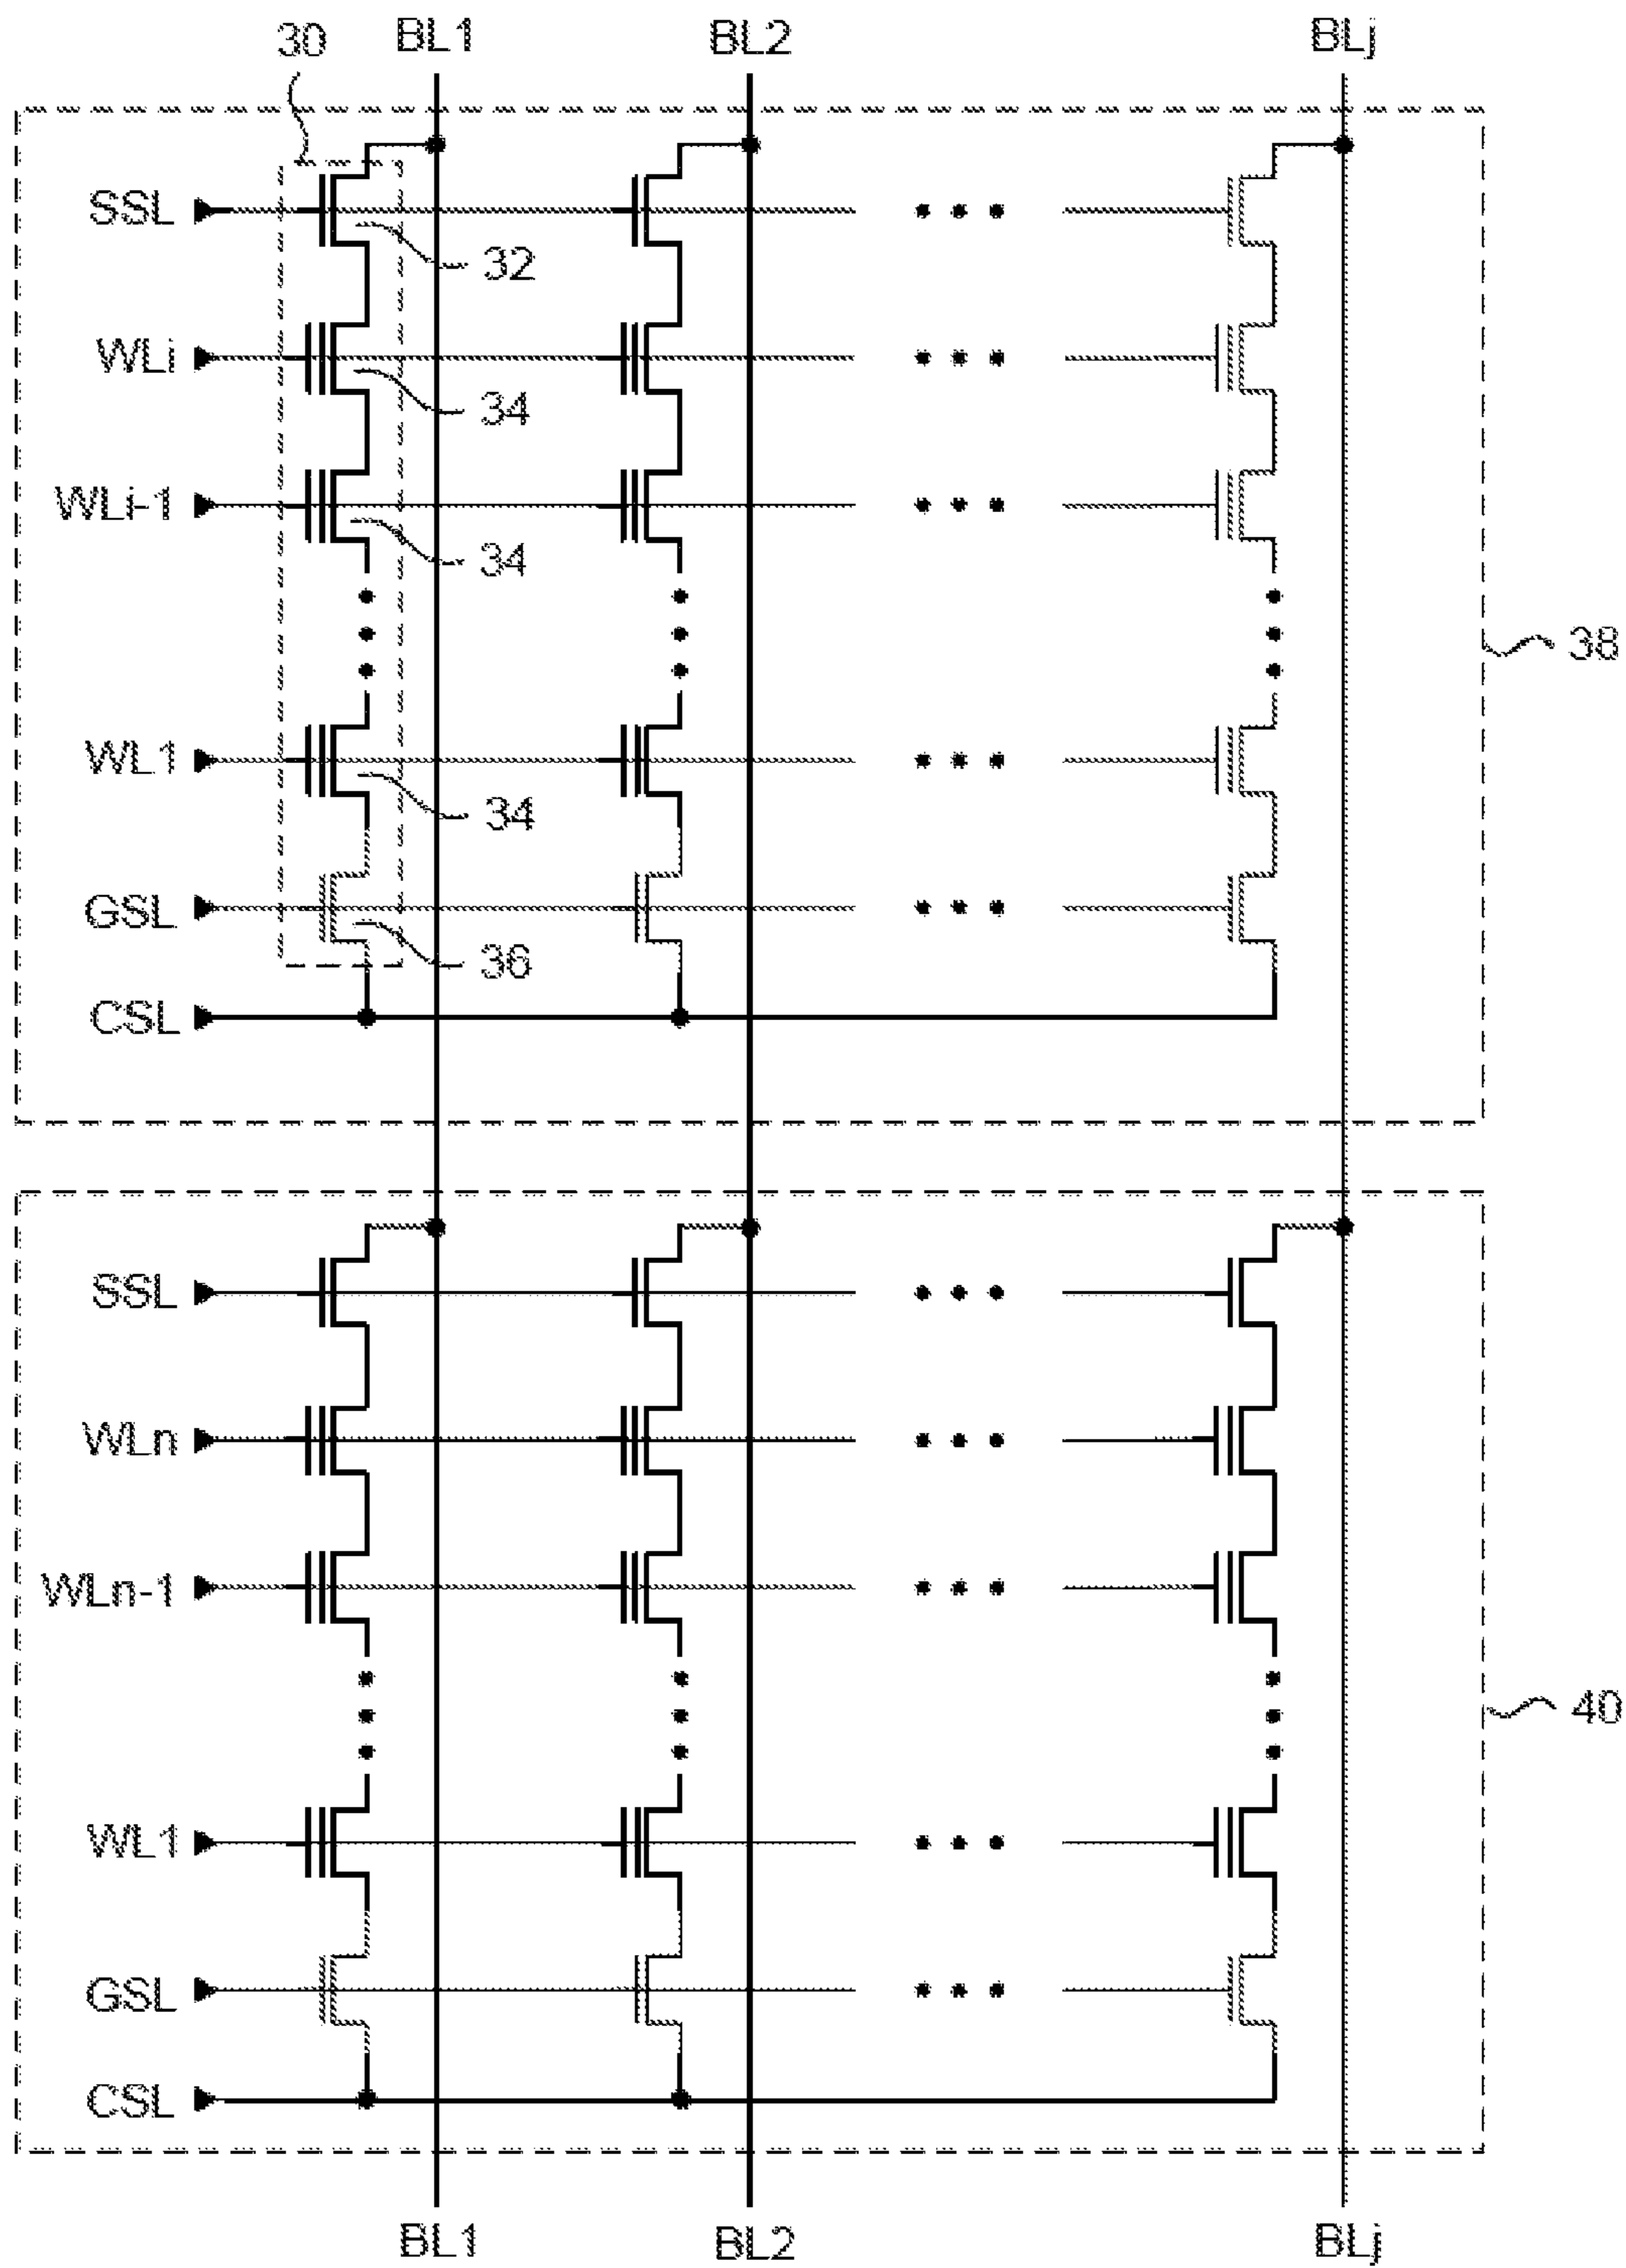 30 BL1 BL2 BLj
SSL
32
WLi
34
WLi-1
34
38
WL1
34
GSL
36
CSL
SSL
WLn
WLn-1
40
WL1
GSL
CSL
BL1 BL2 BLj